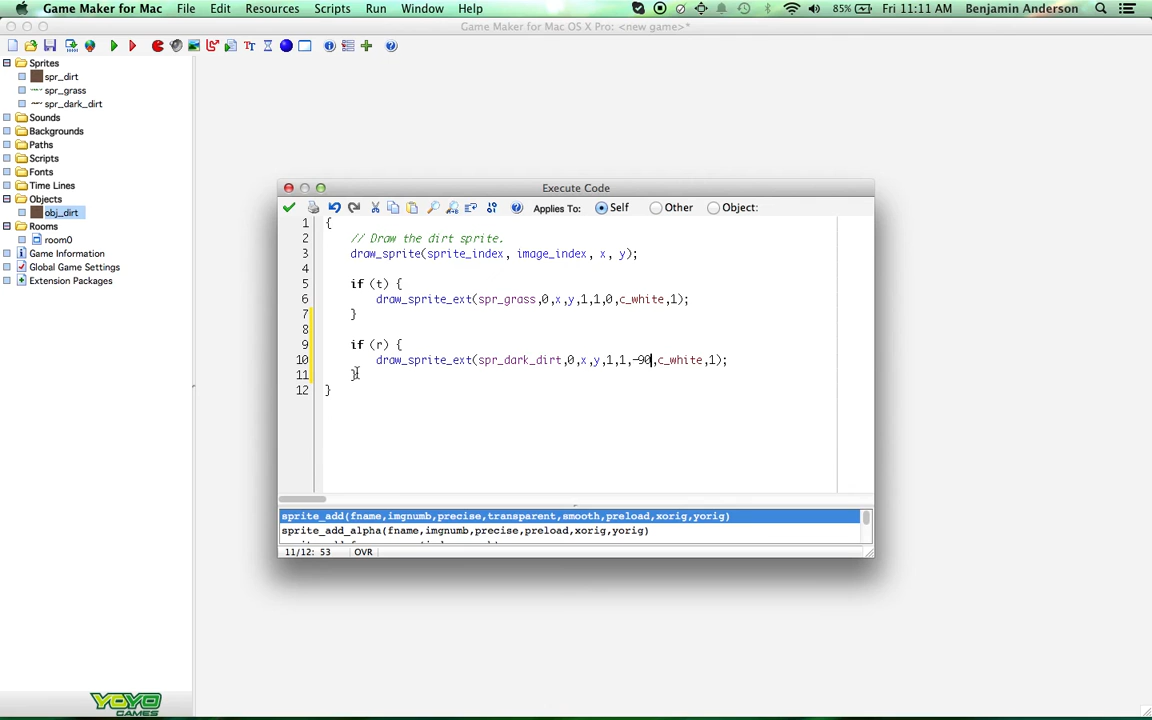 Game Maker for Mac File Edit Resources Scripts Run Window Help 85% Fri 11:11 AM Benjamin Anderson
Game Maker for Mac OS X Pro: <new game>*
Sprites
spr_dirt
spr_grass
spr_dark_dirt
Sounds
Backgrounds
Paths
Scripts
Fonts
Time Lines
Objects
obj_dirt
Rooms
room0
Game Information
Global Game Settings
Extension Packages
Execute Code
Applies To: Self Other Object:
1 {
2 // Draw the dirt sprite.
3 draw_sprite(sprite_index, image_index, x, y);
4
5 if (t) {
6 draw_sprite_ext(spr_grass,0,x,y,1,1,0,c_white,1);
7 }
8
9 if (r) {
10 draw_sprite_ext(spr_dark_dirt,0,x,y,1,1,-90,c_white,1);
11 }
12 }
sprite_add(fname,imgnumb,precise,transparent,smooth,preload,xorig,yorig)
sprite_add_alpha(fname,imgnumb,precise,preload,xorig,yorig)
11/12: 53 OVR
YOYO
GAMES